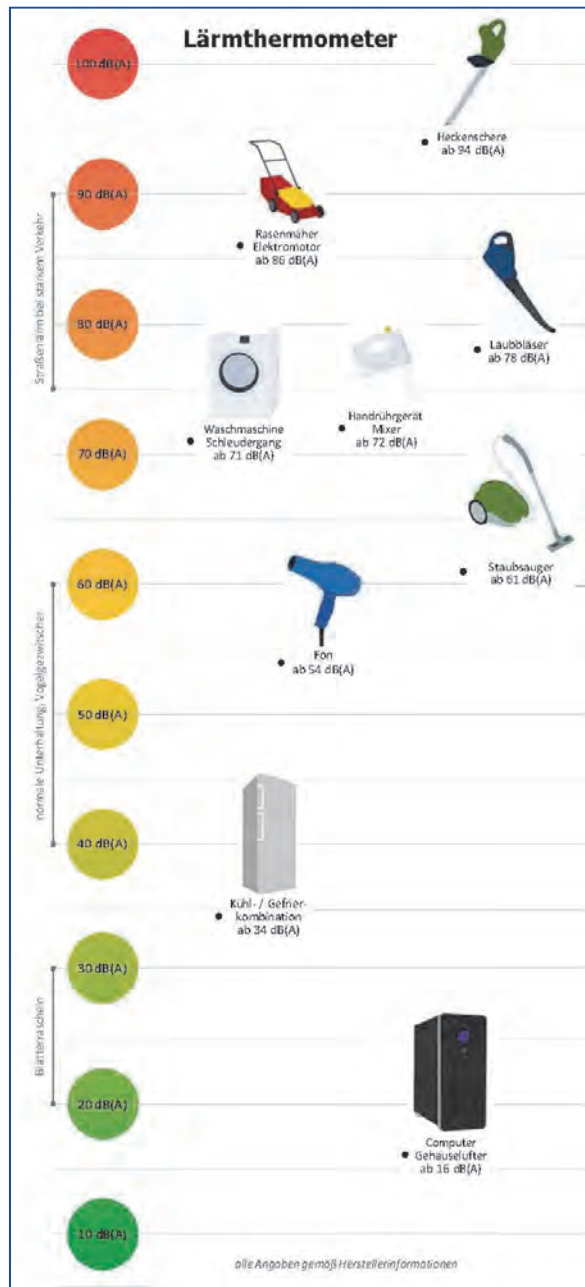 Lärmthermometer
100 dB(A)
Heckenschere
ab 94 dB(A)
90 dB(A)
Rasenmäher
Elektromotor
ab 86 dB(A)
Straßenlärm bei starkem Verkehr
80 dB(A)
Laubbläser
ab 78 dB(A)
Waschmaschine
Schleudergang
ab 71 dB(A)
Handrührgerät
Mixer
ab 72 dB(A)
70 dB(A)
Staubsauger
ab 61 dB(A)
60 dB(A)
Fön
ab 54 dB(A)
normale Unterhaltung, Vogelgezwitscher
50 dB(A)
40 dB(A)
Kühl- / Gefrier-
kombination
ab 34 dB(A)
30 dB(A)
Blätterrascheln
20 dB(A)
Computer
Gehäuselüfter
ab 16 dB(A)
10 dB(A)
alle Angaben gemäß Herstellerinformationen